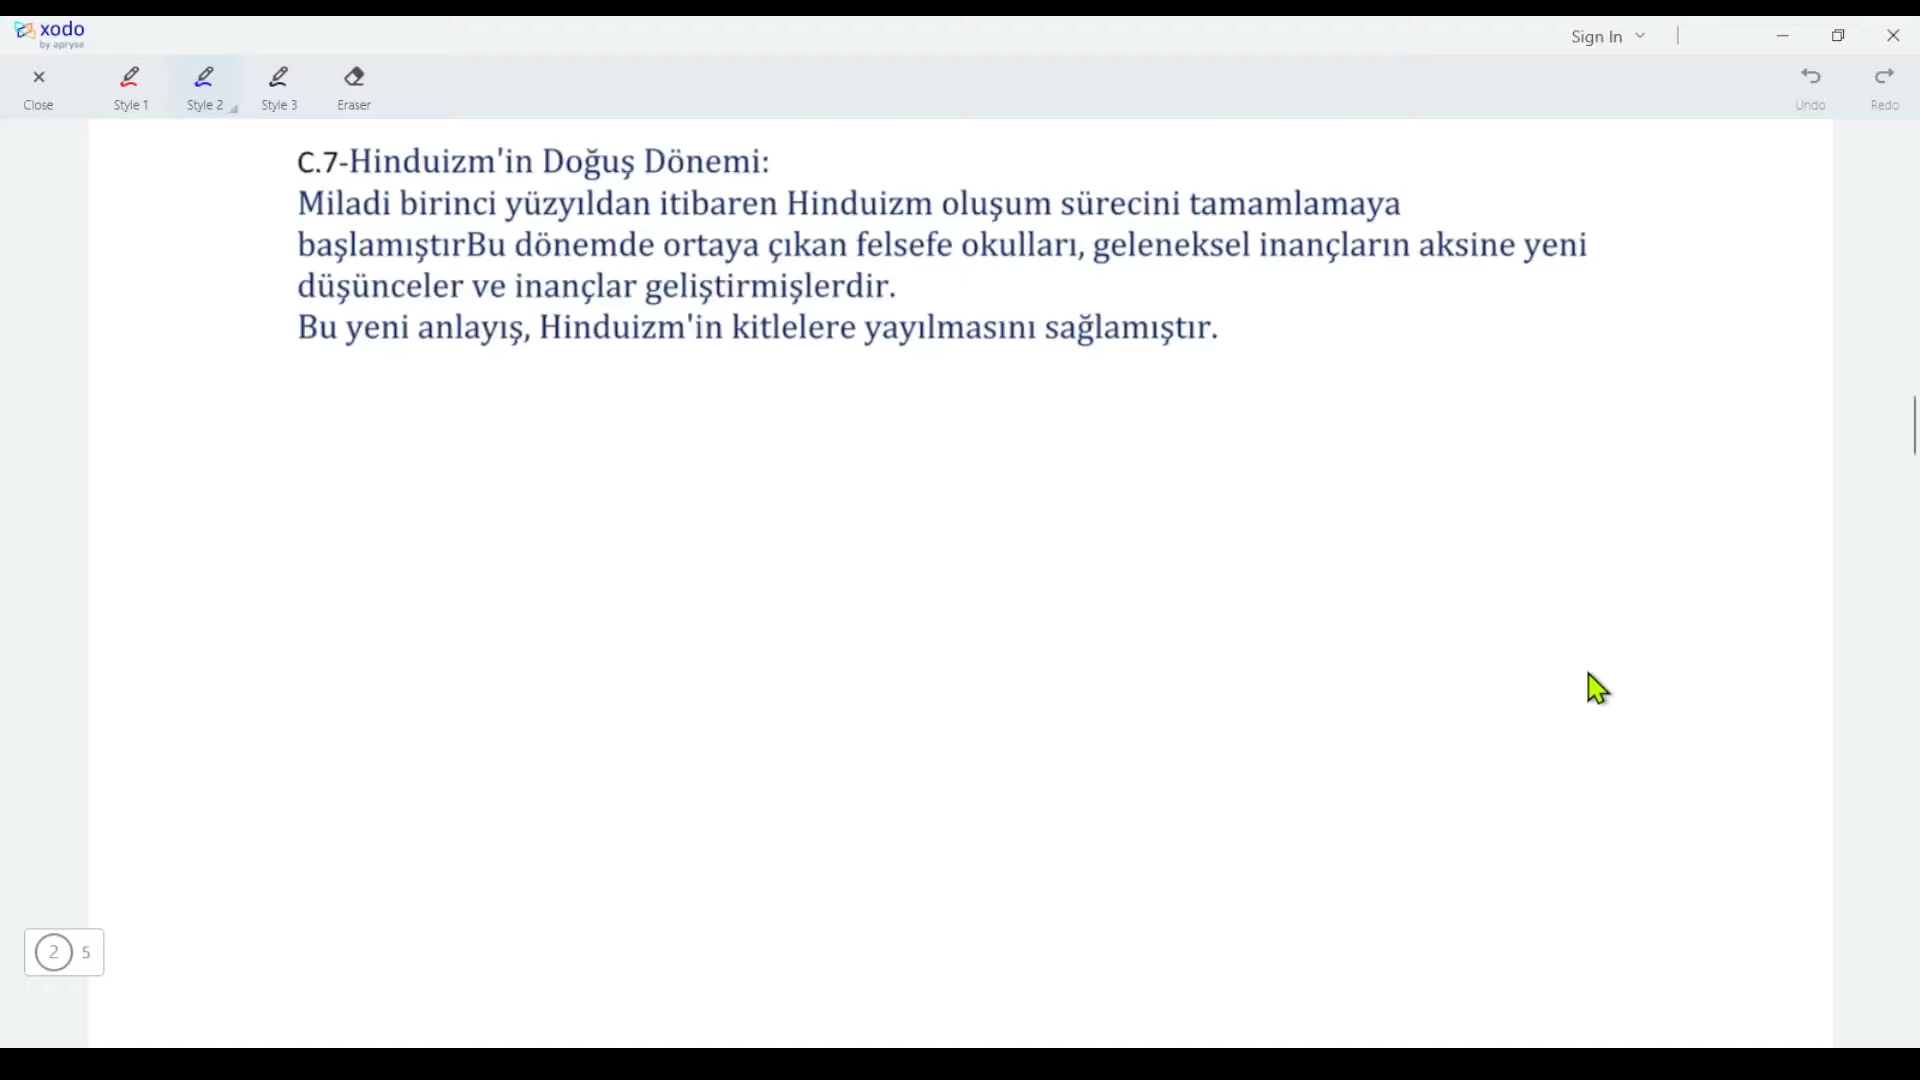 xodo
by apryse
Sign In
Close
Style 1
Style 2
Style 3
Eraser
Undo
Redo
C.7-Hinduizm'in Doğuş Dönemi:
Miladi birinci yüzyıldan itibaren Hinduizm oluşum sürecini tamamlamaya
başlamıştırBu dönemde ortaya çıkan felsefe okulları, geleneksel inançların aksine yeni
düşünceler ve inançlar geliştirmişlerdir.
Bu yeni anlayış, Hinduizm'in kitlelere yayılmasını sağlamıştır.
2 5